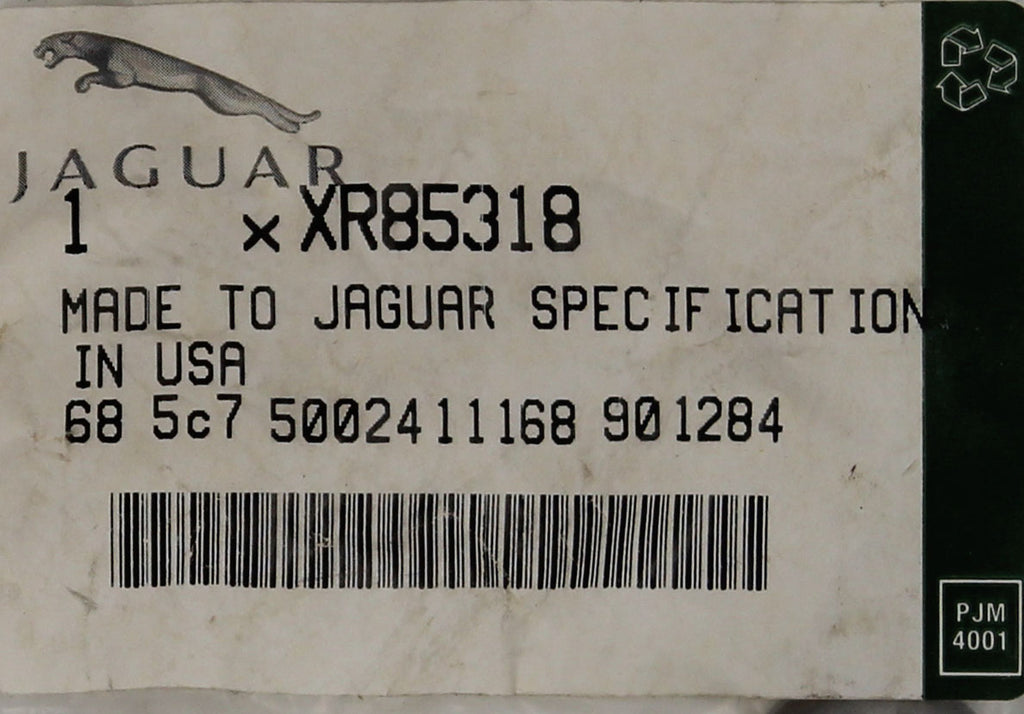 JAGUAR
1 x XR85318
MADE TO JAGUAR SPECIFICATION
IN USA
68 5c7 5002411168 901284
PJM
4001